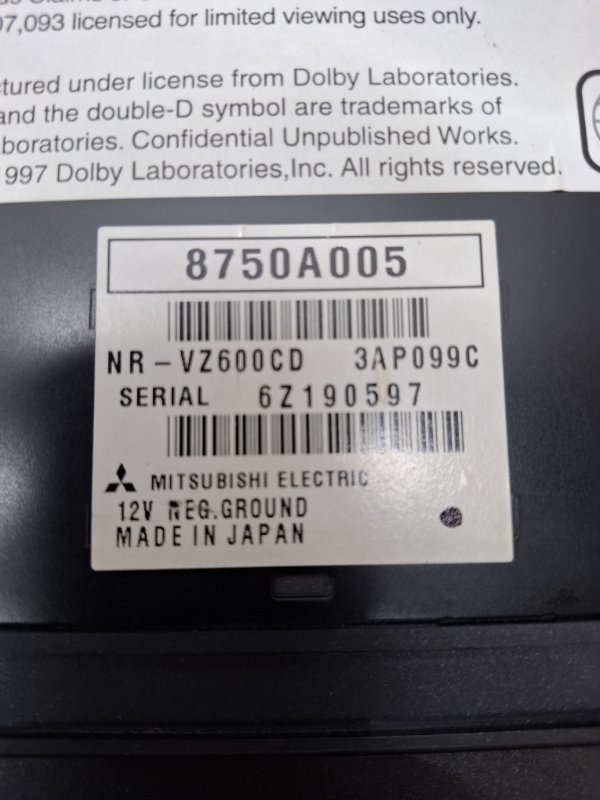 07,093 licensed for limited viewing uses only.
ctured under license from Dolby Laboratories.
and the double-D symbol are trademarks of
boratories. Confidential Unpublished Works.
997 Dolby Laboratories,Inc. All rights reserved.
8750A005
NR-VZ600CD 3AP099C
SERIAL 6Z190597
MITSUBISHI ELECTRIC
12V NEG.GROUND
MADE IN JAPAN